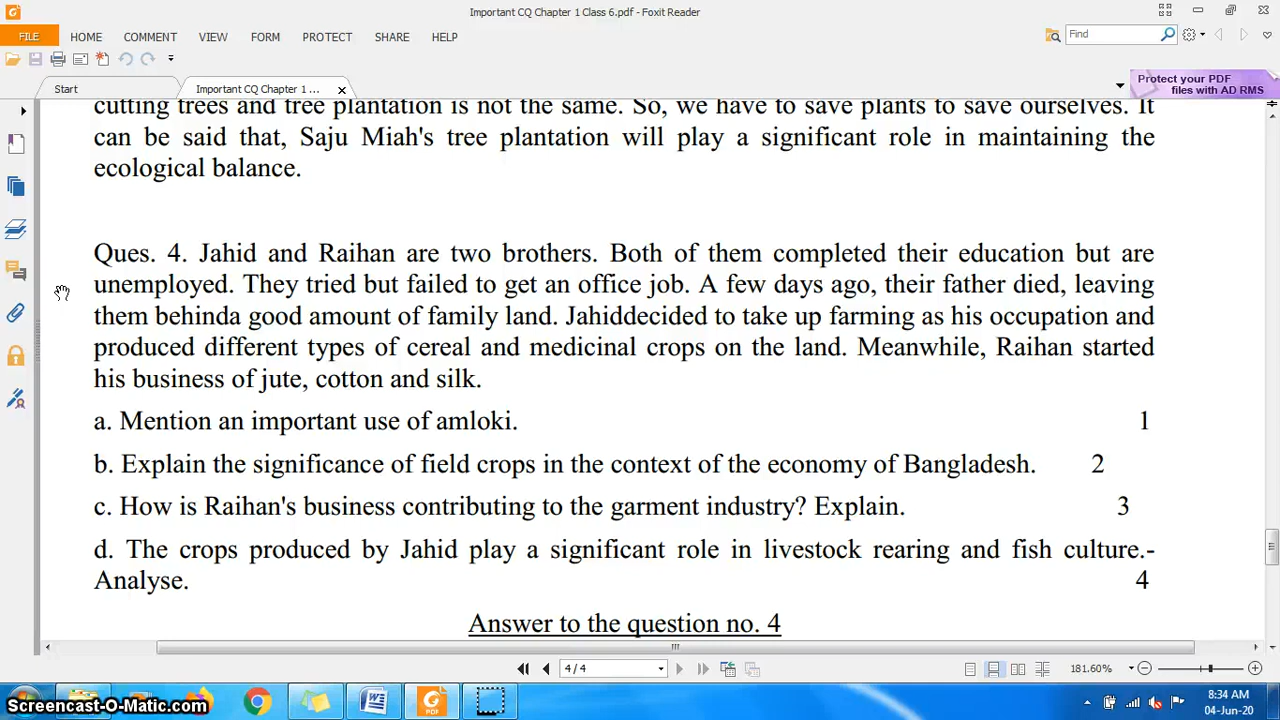 Important CQ Chapter 1 Class 6.pdf - Foxit Reader
FILE HOME COMMENT VIEW FORM PROTECT SHARE HELP
Find
Start
Important CQ Chapter 1 ...
Protect your PDF
files with AD RMS
cutting trees and tree plantation is not the same. So, we have to save plants to save ourselves. It
can be said that, Saju Miah's tree plantation will play a significant role in maintaining the
ecological balance.
Ques. 4. Jahid and Raihan are two brothers. Both of them completed their education but are
unemployed. They tried but failed to get an office job. A few days ago, their father died, leaving
them behinda good amount of family land. Jahiddecided to take up farming as his occupation and
produced different types of cereal and medicinal crops on the land. Meanwhile, Raihan started
his business of jute, cotton and silk.
a. Mention an important use of amloki. 1
b. Explain the significance of field crops in the context of the economy of Bangladesh. 2
c. How is Raihan's business contributing to the garment industry? Explain. 3
d. The crops produced by Jahid play a significant role in livestock rearing and fish culture.-
Analyse. 4
Answer to the question no. 4
4 / 4
181.60%
Screencast-O-Matic.com
8:34 AM
04-Jun-20